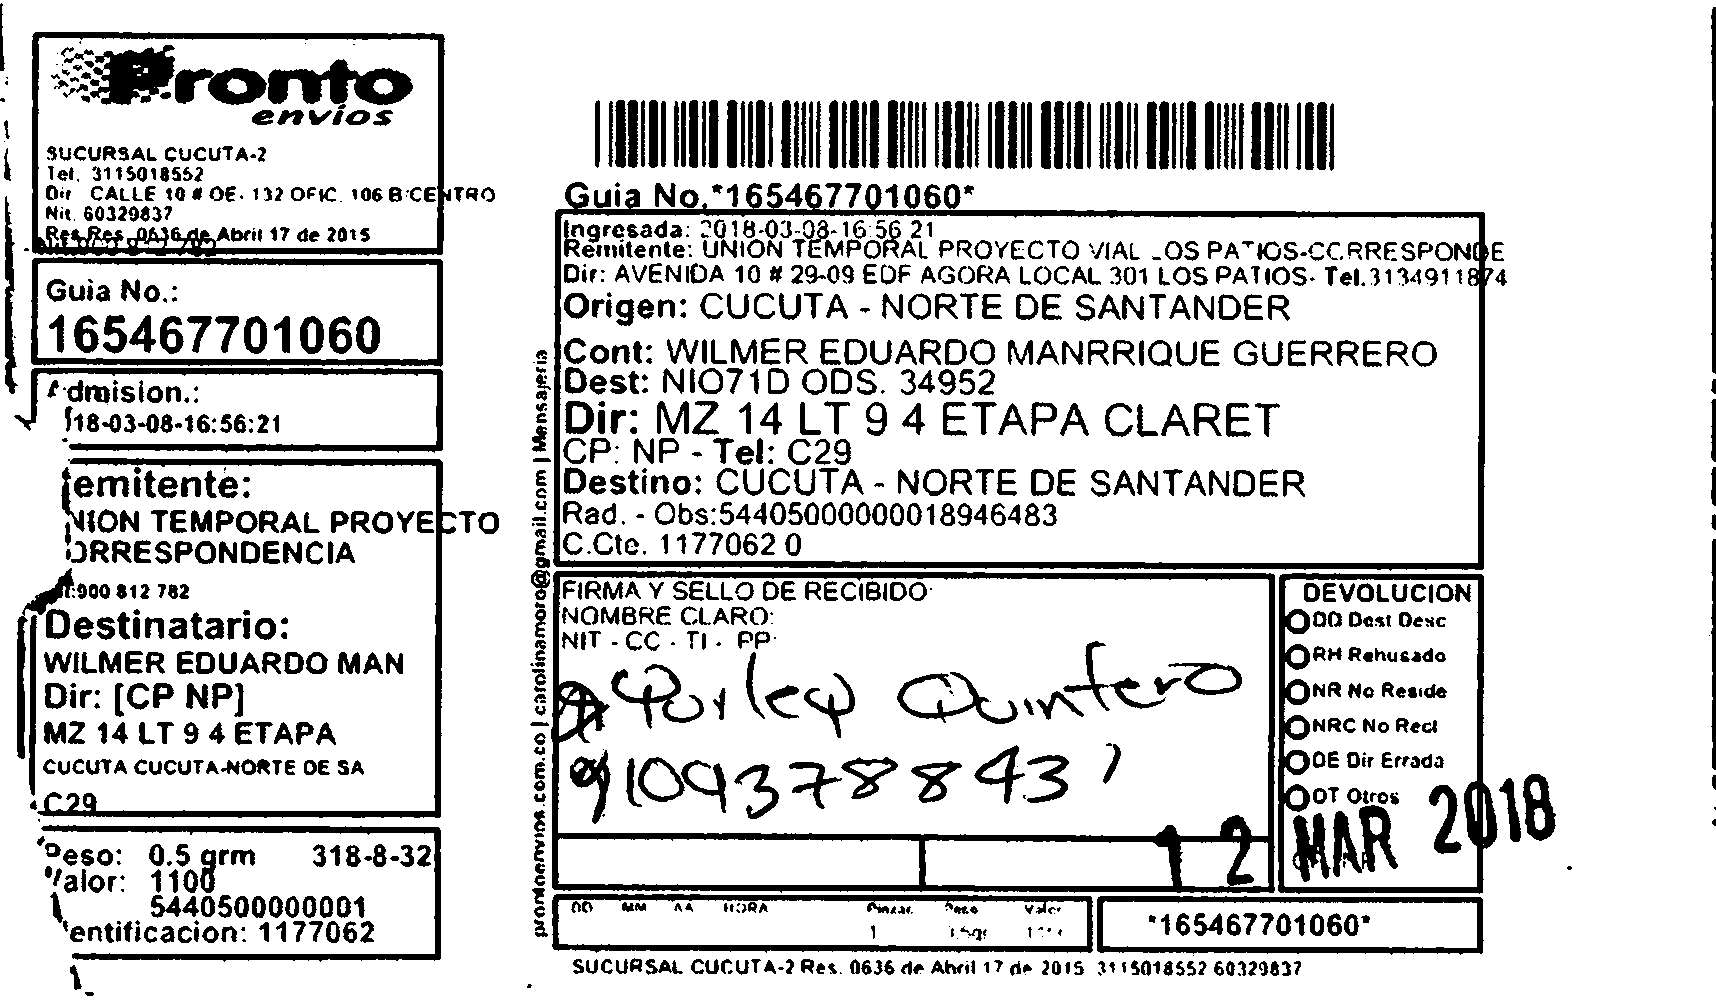 Pronto
envíos
SUCURSAL CUCUTA-2
Tel. 3115018552
Dir CALLE 10 # OE- 132 OFIC. 106 B/CENTRO
Nit. 60329837
Res.Res. 0636 de Abril 17 de 2015
Guia No.:
165467701060
dmision.:
18-03-08-16:56:21
emitente:
NION TEMPORAL PROYECTO
ORRESPONDENCIA
900 812 782
Destinatario:
WILMER EDUARDO MAN
Dir: [CP NP]
MZ 14 LT 9 4 ETAPA
CUCUTA CUCUTA-NORTE DE SA
C29
Peso: 0.5 grm 318-8-32
Valor: 1100
5440500000001
entificacion: 1177062
prontoenvios.com.co | carolinamoro@gmail.com | Mensajeria
Guia No.*165467701060*
Ingresada: 2018-03-08-16:56 21
Remitente: UNION TEMPORAL PROYECTO VIAL LOS PATIOS-CORRESPONDE
Dir: AVENIDA 10 # 29-09 EDF AGORA LOCAL 301 LOS PATIOS- Tel.3134911874
Origen: CUCUTA - NORTE DE SANTANDER
Cont: WILMER EDUARDO MANRRIQUE GUERRERO
Dest: NIO71D ODS. 34952
Dir: MZ 14 LT 9 4 ETAPA CLARET
CP: NP - Tel: C29
Destino: CUCUTA - NORTE DE SANTANDER
Rad. - Obs:54405000000018946483
C.Cte. 1177062 0
FIRMA Y SELLO DE RECIBIDO
NOMBRE CLARO:
NIT - CC - TI - PP
Yurley Quintero
109378843
DEVOLUCION
DD Dest Desc
RH Rehusado
NR No Reside
NRC No Recl
DE Dir Errada
OT Otros
12 MAR 2018
DD MM AA HORA Peso Valor
1
*165467701060*
SUCURSAL CUCUTA-2 Res. 0636 de Abril 17 de 2015 3115018552 60329837